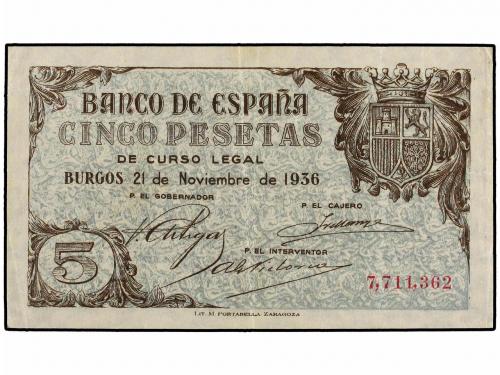 BANCO DE ESPAÑA
CINCO PESETAS
DE CURSO LEGAL
BURGOS 21 de Noviembre de 1936
P. EL GOBERNADOR
P. EL CAJERO
P. EL INTERVENTOR
5
7,711,362
LIT. M. PORTABELLA ZARAGOZA